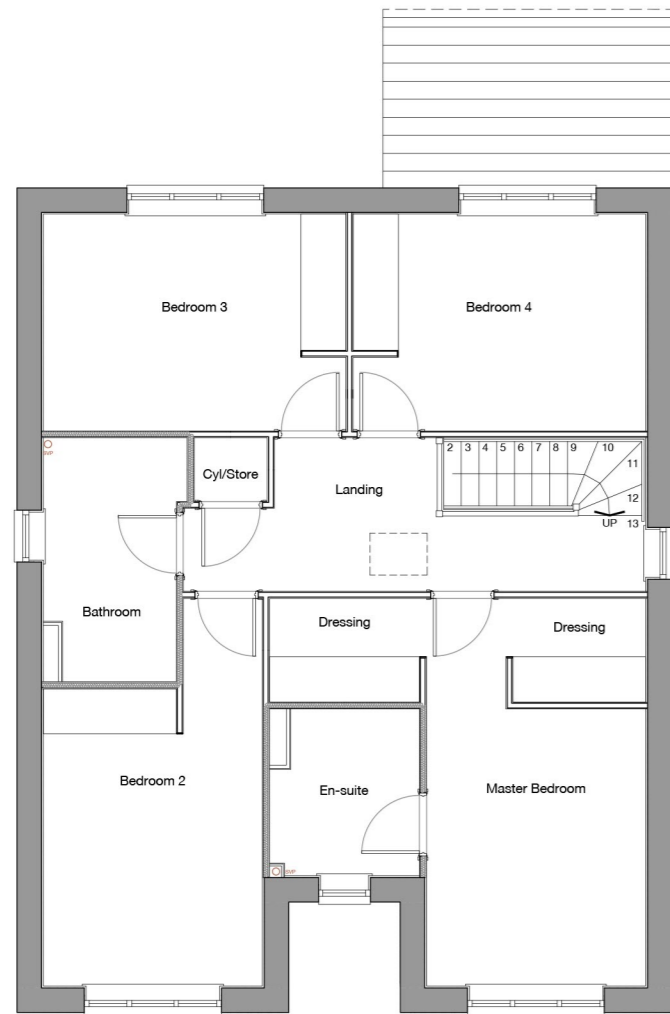 Bedroom 3
Bedroom 4
SVP
Cyl/Store
Landing
2 3 4 5 6 7 8 9 10
11
12
UP 13
Bathroom
Dressing
Dressing
Bedroom 2
En-suite
Master Bedroom
SVP